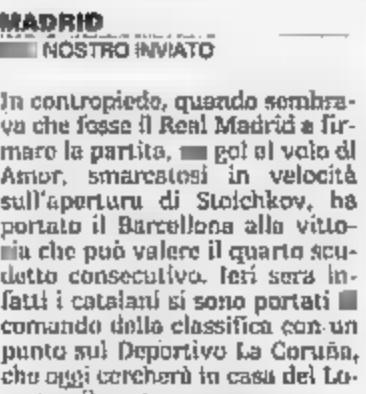 MADRID
NOSTRO INVIATO
In contropiede, quando sembra-
va che fosse il Real Madrid a fir-
mare la partita, gol al volo di
Amor, smarcatosi in velocità
sull'apertura di Stoichkov, ha
portato il Barcellona alla vitto-
ria che può valere il quarto scu-
detto consecutivo. Ieri sera in-
fatti i catalani si sono portati
comando della classifica con un
punto sul Deportivo La Coruña,
che oggi cercherà in casa del Lo-